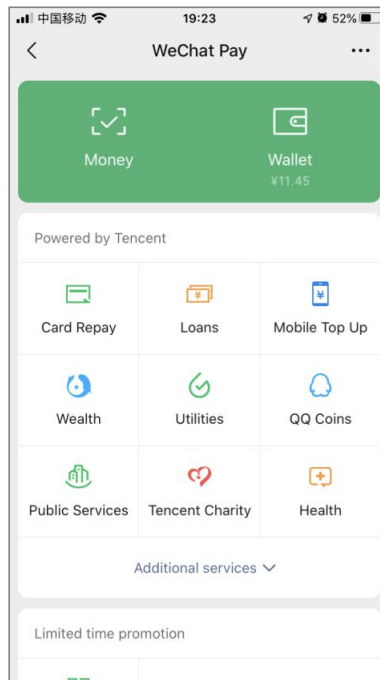 中国移动 19:23 52%
WeChat Pay
Money Wallet
¥11.45
Powered by Tencent
Card Repay Loans Mobile Top Up
Wealth Utilities QQ Coins
Public Services Tencent Charity Health
Additional services
Limited time promotion